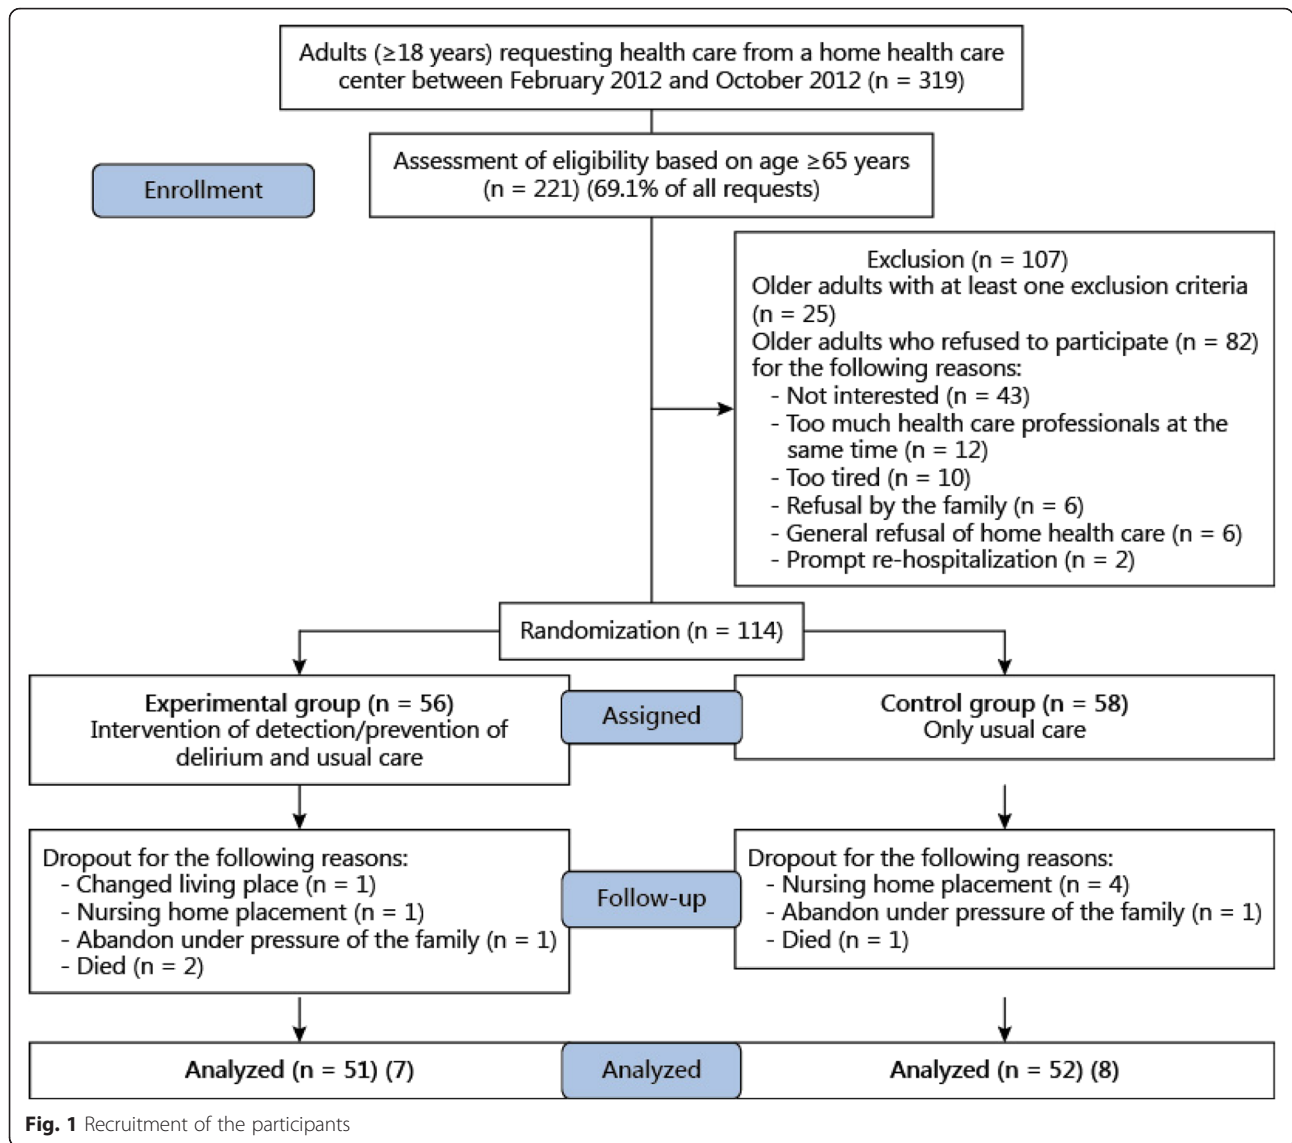 Adults (≥18 years) requesting health care from a home health care
center between February 2012 and October 2012 (n = 319)
Enrollment
Assessment of eligibility based on age ≥65 years
(n = 221) (69.1% of all requests)
Exclusion (n = 107)
Older adults with at least one exclusion criteria
(n = 25)
Older adults who refused to participate (n = 82)
for the following reasons:
- Not interested (n = 43)
- Too much health care professionals at the
same time (n = 12)
- Too tired (n = 10)
- Refusal by the family (n = 6)
- General refusal of home health care (n = 6)
- Prompt re-hospitalization (n = 2)
Randomization (n = 114)
Experimental group (n = 56)
Intervention of detection/prevention of
delirium and usual care
Assigned
Control group (n = 58)
Only usual care
Dropout for the following reasons:
- Changed living place (n = 1)
- Nursing home placement (n = 1)
- Abandon under pressure of the family (n = 1)
- Died (n = 2)
Follow-up
Dropout for the following reasons:
- Nursing home placement (n = 4)
- Abandon under pressure of the family (n = 1)
- Died (n = 1)
Analyzed (n = 51) (7)
Analyzed
Analyzed (n = 52) (8)
Fig. 1 Recruitment of the participants